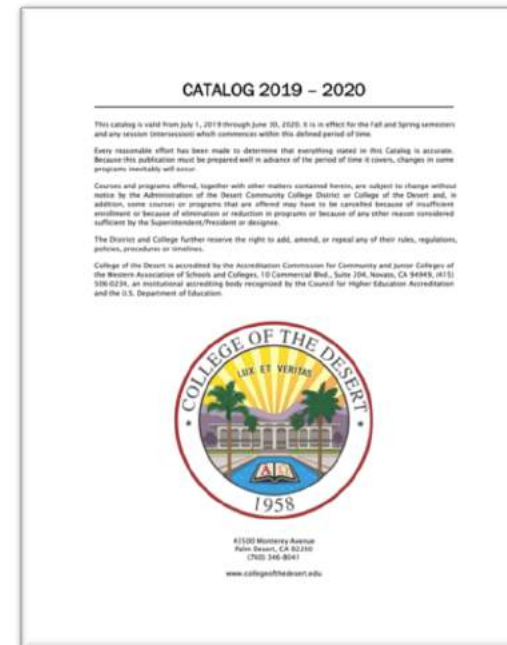 CATALOG 2019 – 2020
This catalog is valid from July 1, 2019 through June 30, 2020. It is in effect for the Fall and Spring semesters
and any session (intersession) which commences within this defined period of time.
Every reasonable effort has been made to determine that everything stated in this Catalog is accurate.
Because this publication must be prepared well in advance of the period of time it covers, changes in some
programs inevitably will occur.
Courses and programs offered, together with other matters contained herein, are subject to change without
notice by the Administration of the Desert Community College District or College of the Desert and, in
addition, some courses or programs that are offered may have to be cancelled because of insufficient
enrollment or because of elimination or reduction in programs or because of any other reason considered
sufficient by the Superintendent/President or designee.
The District and College further reserve the right to add, amend, or repeal any of their rules, regulations,
policies, procedures or timelines.
College of the Desert is accredited by the Accreditation Commission for Community and Junior Colleges of
the Western Association of Schools and Colleges, 10 Commercial Blvd., Suite 204, Novato, CA 94949, (415)
506-0234, an institutional accrediting body recognized by the Council for Higher Education Accreditation
and the U.S. Department of Education.
COLLEGE OF THE DESERT
LUX ET VERITAS
1958
43500 Monterey Avenue
Palm Desert, CA 92260
(760) 346-8041
www.collegeofthedesert.edu